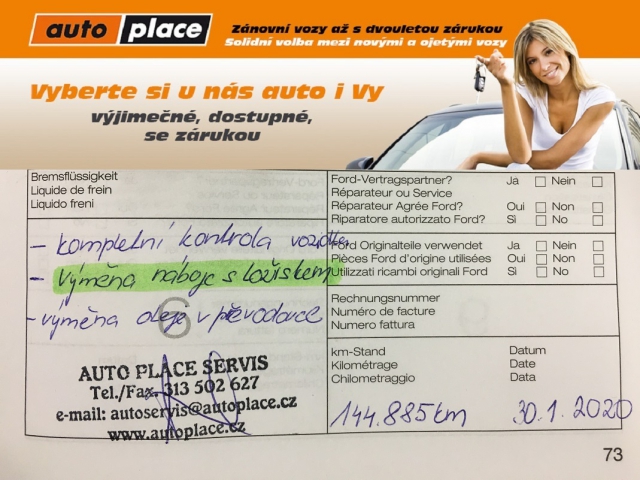 auto place
Zánovní vozy až s dvouletou zárukou
Solidní volba mezi novými a ojetými vozy
Vyberte si u nás auto i Vy
výjimečné, dostupné,
se zárukou
Bremsflüssigkeit
Liquide de frein
Liquido freni
- kompletní kontrola vozidla
- výměna náboje s ložiskem
- výměna oleje v převodovce
6
AUTO PLACE SERVIS
Tel./Fax. 313 502 627
e-mail: autoservis@autoplace.cz
www.autoplace.cz
Ford-Vertragspartner? Ja Nein
Réparateur ou Service
Réparateur Agrée Ford? Oui Non
Riparatore autorizzato Ford? Sì No
Ford Originalteile verwendet Ja Nein
Pièces Ford d'origine utilisées Oui Non
Utilizzati ricambi originali Ford Sì No
Rechnungsnummer
Numéro de facture
Numero fattura
km-Stand Datum
Kilométrage Date
Chilometraggio Data
144.885km 30.1.2020
73